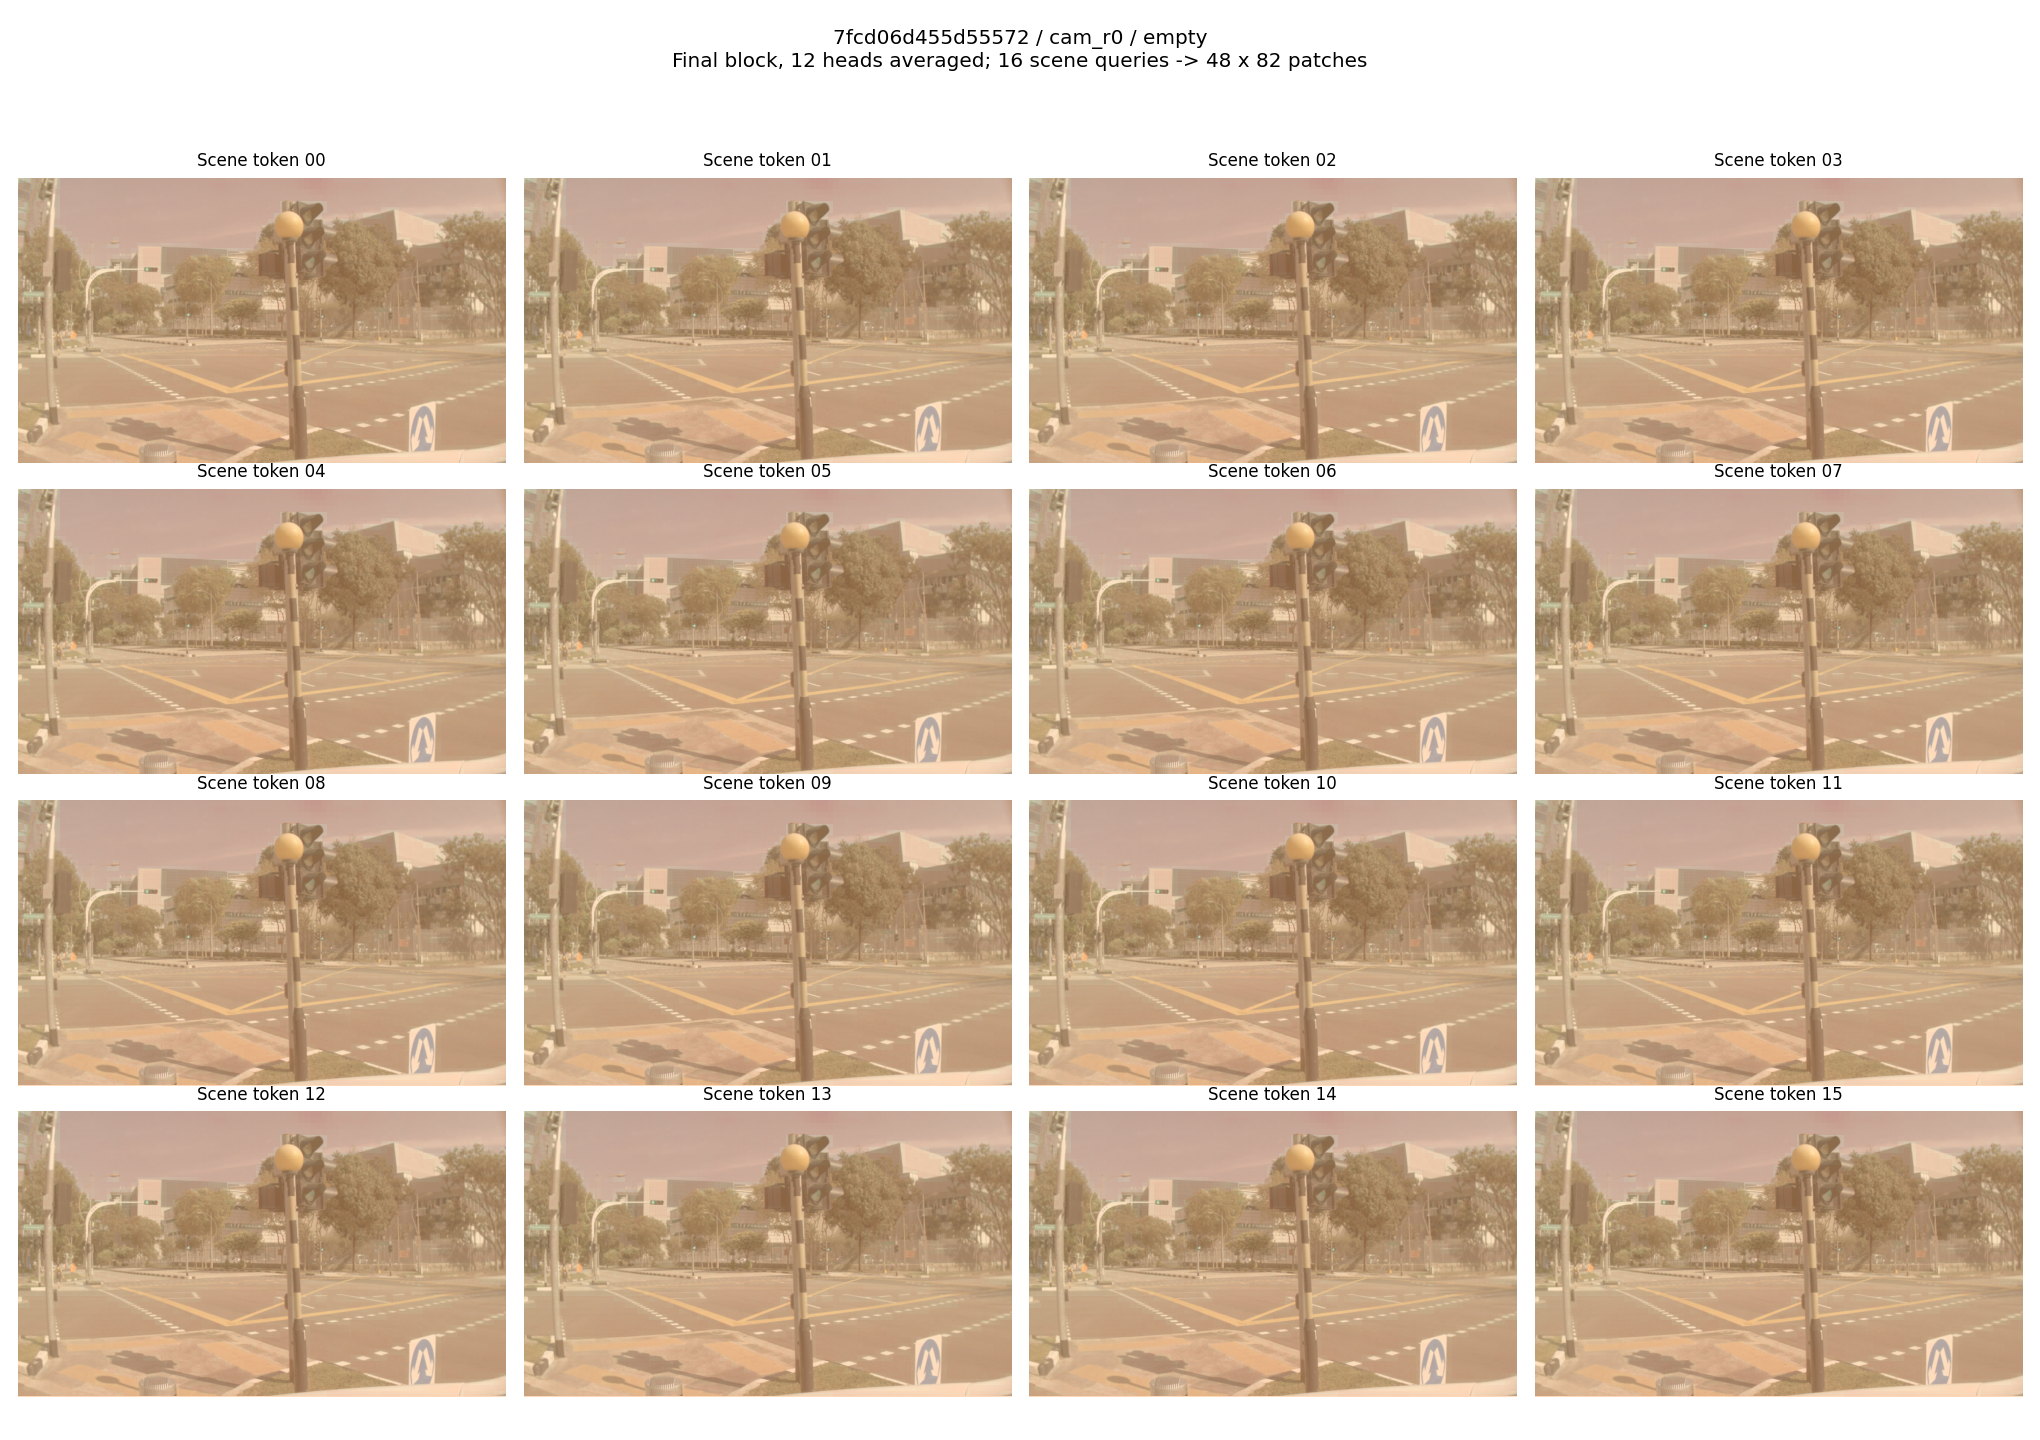 7fcd06d455d55572 / cam_r0 / empty
Final block, 12 heads averaged; 16 scene queries -> 48 x 82 patches
Scene token 00
Scene token 01
Scene token 02
Scene token 03
Scene token 04
Scene token 05
Scene token 06
Scene token 07
Scene token 08
Scene token 09
Scene token 10
Scene token 11
Scene token 12
Scene token 13
Scene token 14
Scene token 15